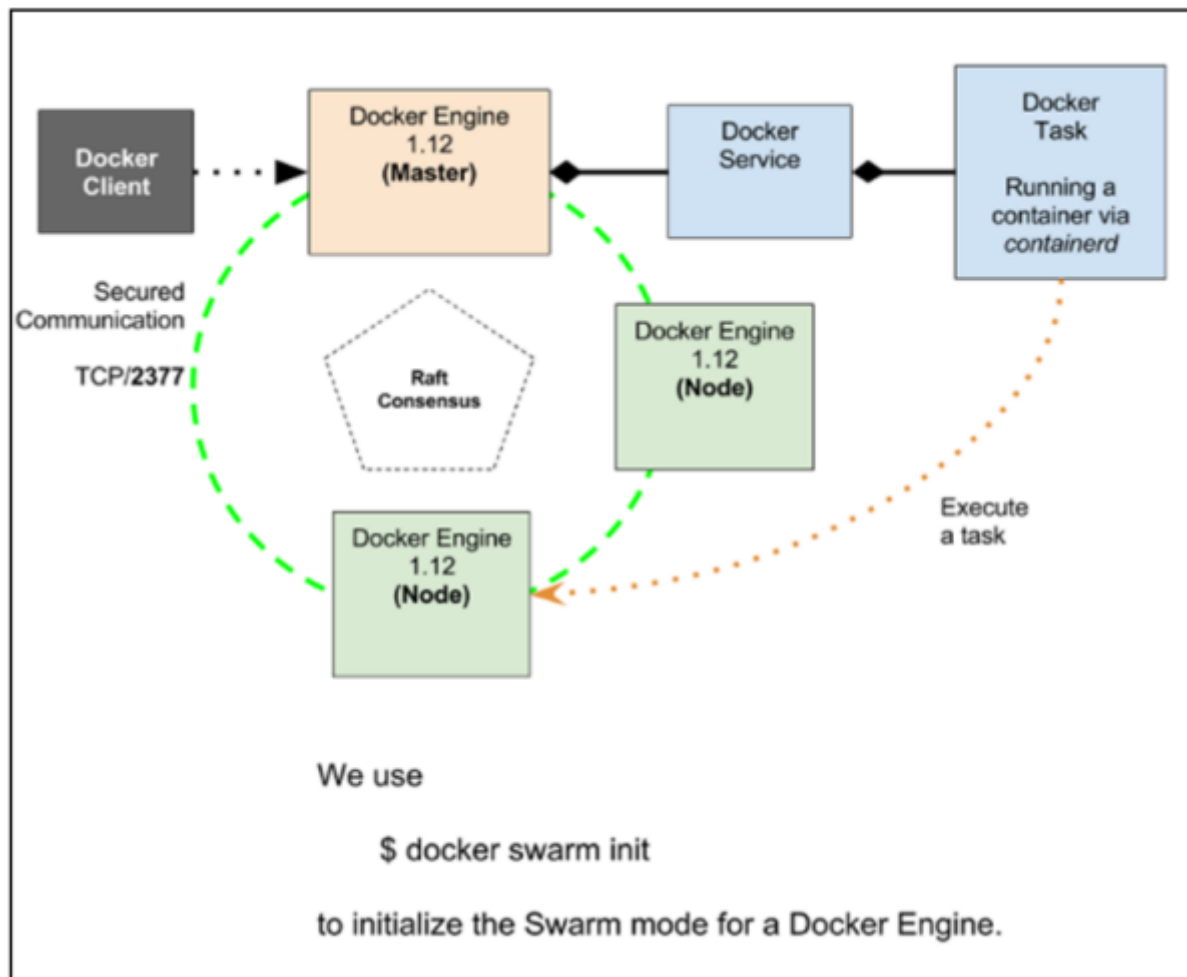 Docker
Client
Docker Engine
1.12
(Master)
Docker
Service
Docker
Task
Running a
container via
containerd
Secured
Communication
TCP/2377
Raft
Consensus
Docker Engine
1.12
(Node)
Docker Engine
1.12
(Node)
Execute
a task
We use
$ docker swarm init
to initialize the Swarm mode for a Docker Engine.